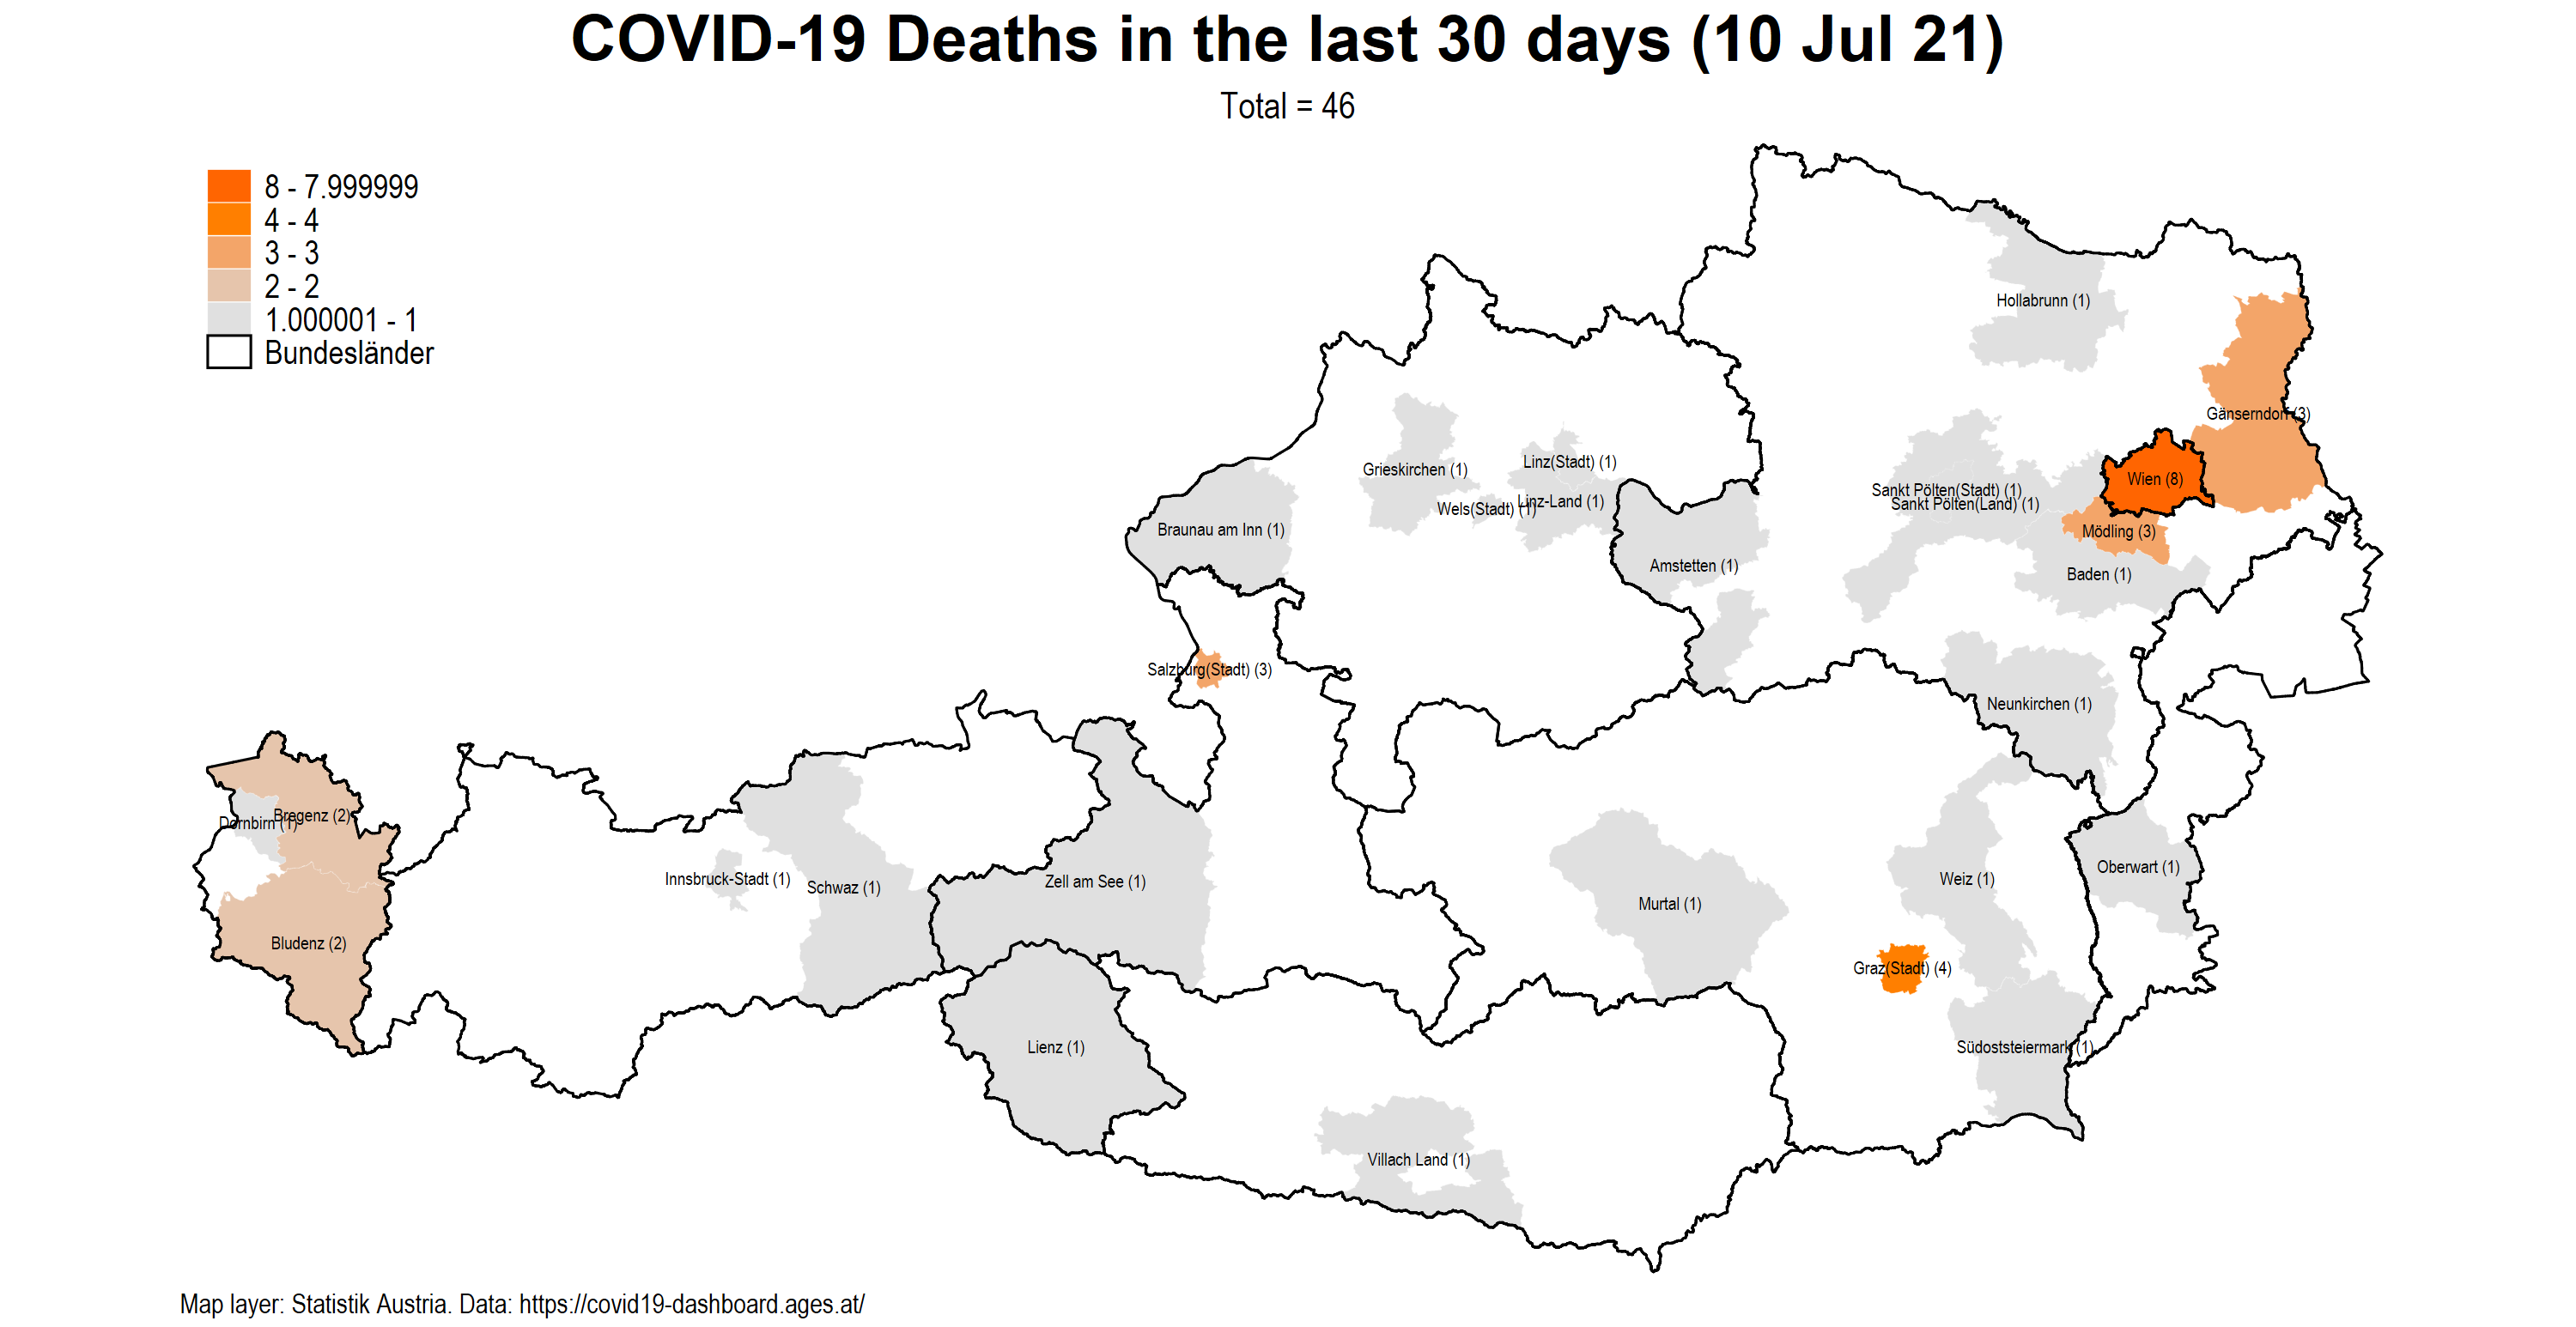 COVID-19 Deaths in the last 30 days (10 Jul 21)
Total = 46
8 - 7.999999
4 - 4
3 - 3
2 - 2
1.000001 - 1
Bundesländer
Hollabrunn (1)
Gänserndorf (3)
Grieskirchen (1)
Linz(Stadt) (1)
Wien (8)
Sankt Pölten(Stadt) (1)
Linz-Land (1)
Sankt Pölten(Land) (1)
Wels(Stadt) (1)
Braunau am Inn (1)
Mödling (3)
Amstetten (1)
Baden (1)
Salzburg(Stadt) (3)
Neunkirchen (1)
Bregenz (2)
Dornbirn (1)
Oberwart (1)
Innsbruck-Stadt (1)
Schwaz (1)
Zell am See (1)
Weiz (1)
Murtal (1)
Bludenz (2)
Graz(Stadt) (4)
Lienz (1)
Südoststeiermark (1)
Villach Land (1)
Map layer: Statistik Austria. Data: https://covid19-dashboard.ages.at/